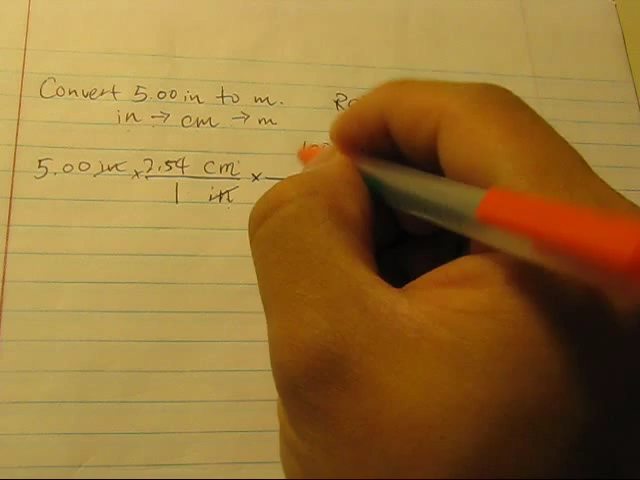 Convert 5.00 in to m.
in → cm → m
5.00 in × 2.54 cm ×
1 in